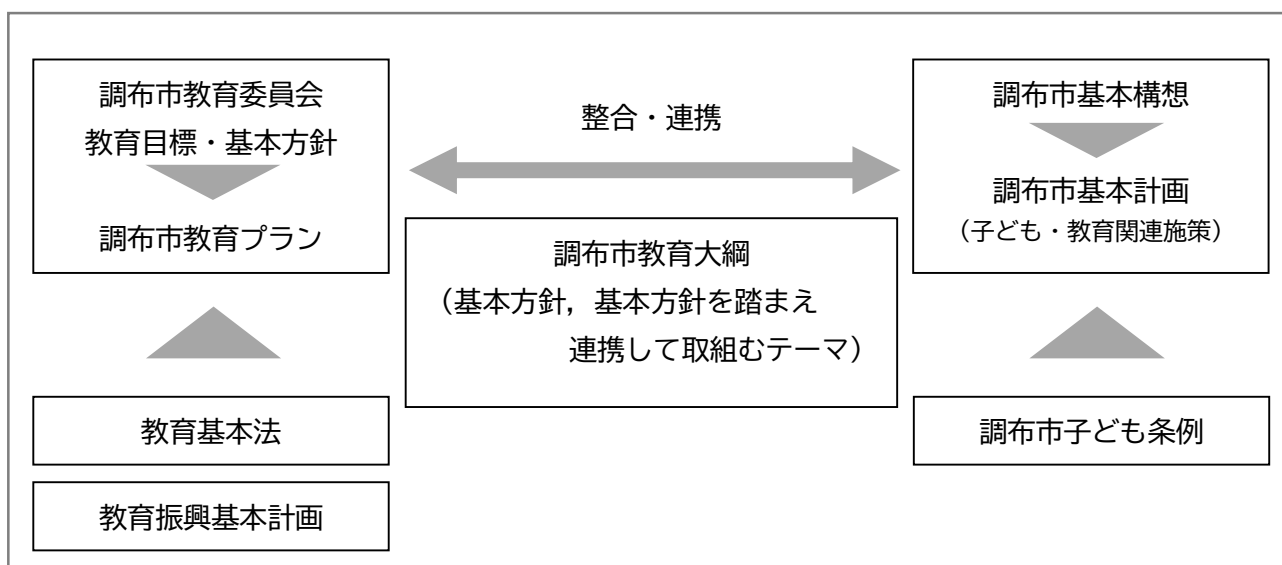 調布市教育委員会
教育目標・基本方針
調布市教育プラン
整合・連携
調布市基本構想
調布市基本計画
（子ども・教育関連施策）
調布市教育大綱
（基本方針，基本方針を踏まえ
連携して取組むテーマ）
教育基本法
教育振興基本計画
調布市子ども条例